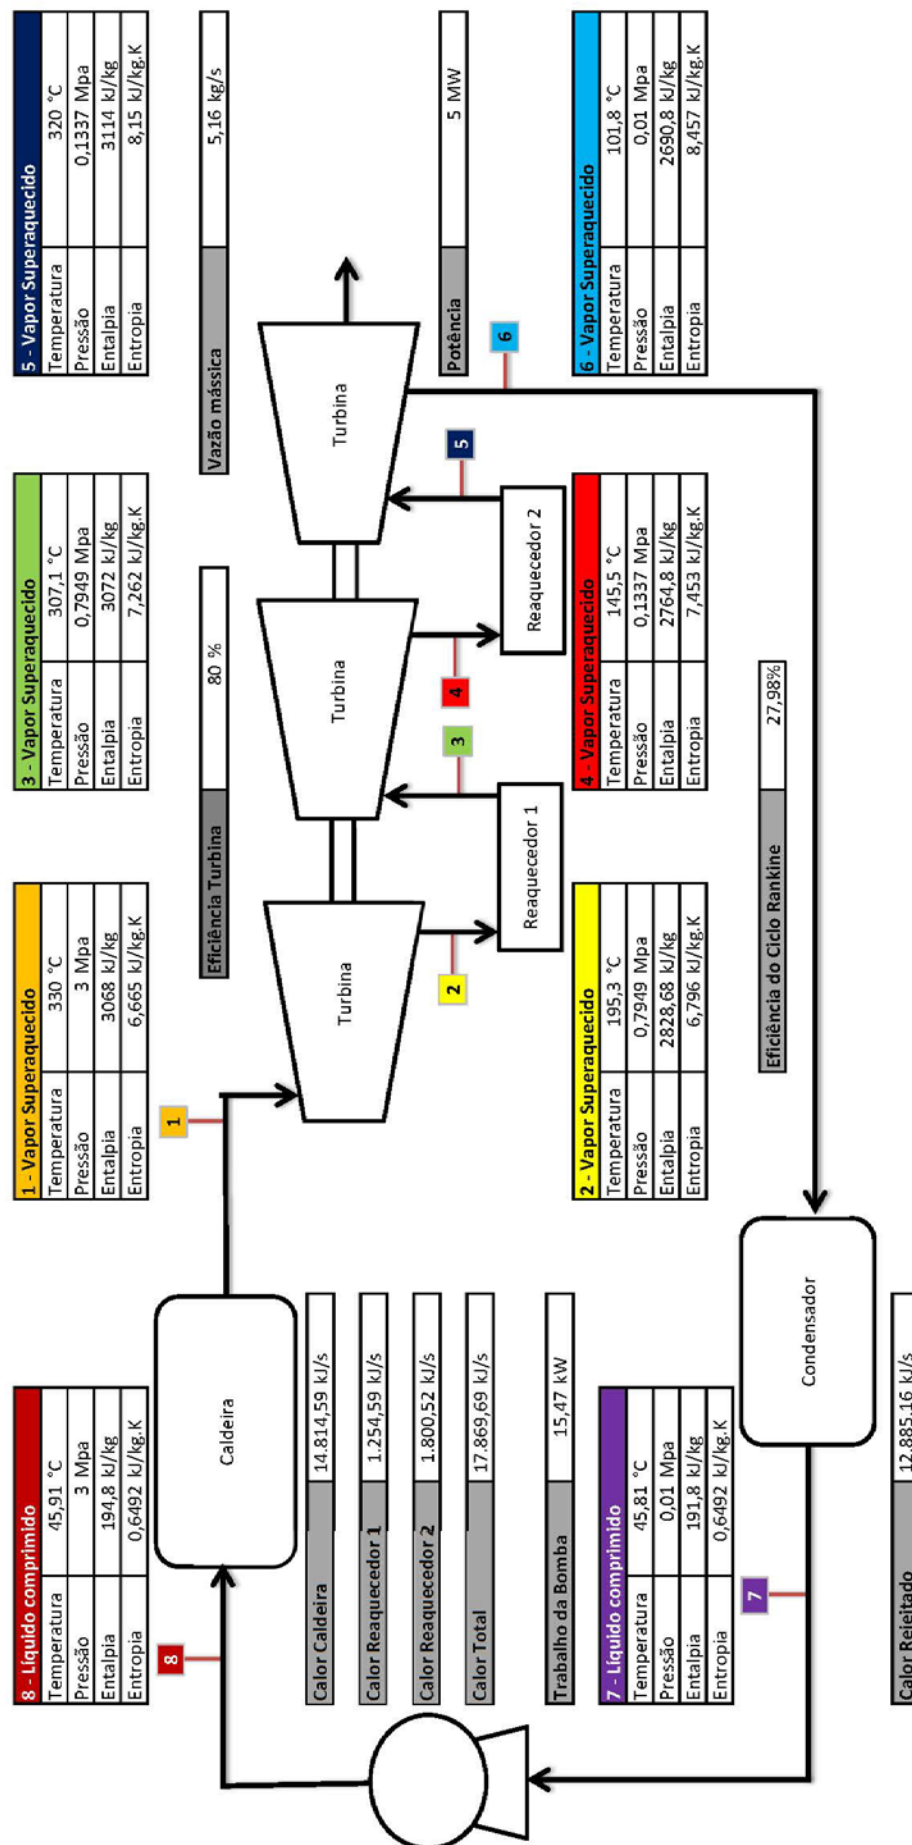 8 - Líquido comprimido
Temperatura 45,91 °C
Pressão 3 Mpa
Entalpia 194,8 kJ/kg
Entropia 0,6492 kJ/kg.K
1 - Vapor Superaquecido
Temperatura 330 °C
Pressão 3 Mpa
Entalpia 3068 kJ/kg
Entropia 6,665 kJ/kg.K
3 - Vapor Superaquecido
Temperatura 307,1 °C
Pressão 0,7949 Mpa
Entalpia 3072 kJ/kg
Entropia 7,262 kJ/kg.K
5 - Vapor Superaquecido
Temperatura 320 °C
Pressão 0,1337 Mpa
Entalpia 3114 kJ/kg
Entropia 8,15 kJ/kg.K
8
1
Eficiência Turbina 80 %
Vazão mássica 5,16 kg/s
Caldeira
Turbina
Turbina
Turbina
Calor Caldeira 14.814,59 kJ/s
Calor Reaquecedor 1 1.254,59 kJ/s
Calor Reaquecedor 2 1.800,52 kJ/s
Calor Total 17.869,69 kJ/s
2
3
4
5
6
Potência 5 MW
Reaquecedor 1
Reaquecedor 2
Trabalho da Bomba 15,47 kW
7 - Líquido comprimido
Temperatura 45,81 °C
Pressão 0,01 Mpa
Entalpia 191,8 kJ/kg
Entropia 0,6492 kJ/kg.K
2 - Vapor Superaquecido
Temperatura 195,3 °C
Pressão 0,7949 Mpa
Entalpia 2828,68 kJ/kg
Entropia 6,796 kJ/kg.K
4 - Vapor Superaquecido
Temperatura 145,5 °C
Pressão 0,1337 Mpa
Entalpia 2764,8 kJ/kg
Entropia 7,453 kJ/kg.K
6 - Vapor Superaquecido
Temperatura 101,8 °C
Pressão 0,01 Mpa
Entalpia 2690,8 kJ/kg
Entropia 8,457 kJ/kg.K
7
Condensador
Eficiência do Ciclo Rankine 27,98%
Calor Rejeitado 12.885,16 kJ/s